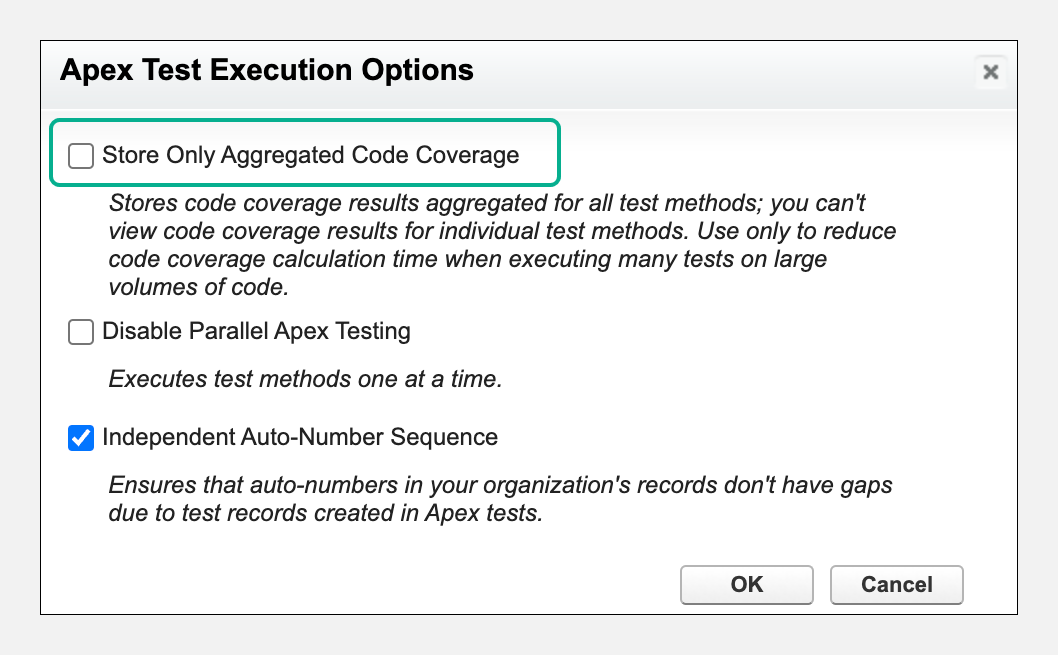 Apex Test Execution Options
Store Only Aggregated Code Coverage
Stores code coverage results aggregated for all test methods; you can't
view code coverage results for individual test methods. Use only to reduce
code coverage calculation time when executing many tests on large
volumes of code.
Disable Parallel Apex Testing
Executes test methods one at a time.
Independent Auto-Number Sequence
Ensures that auto-numbers in your organization's records don't have gaps
due to test records created in Apex tests.
OK Cancel